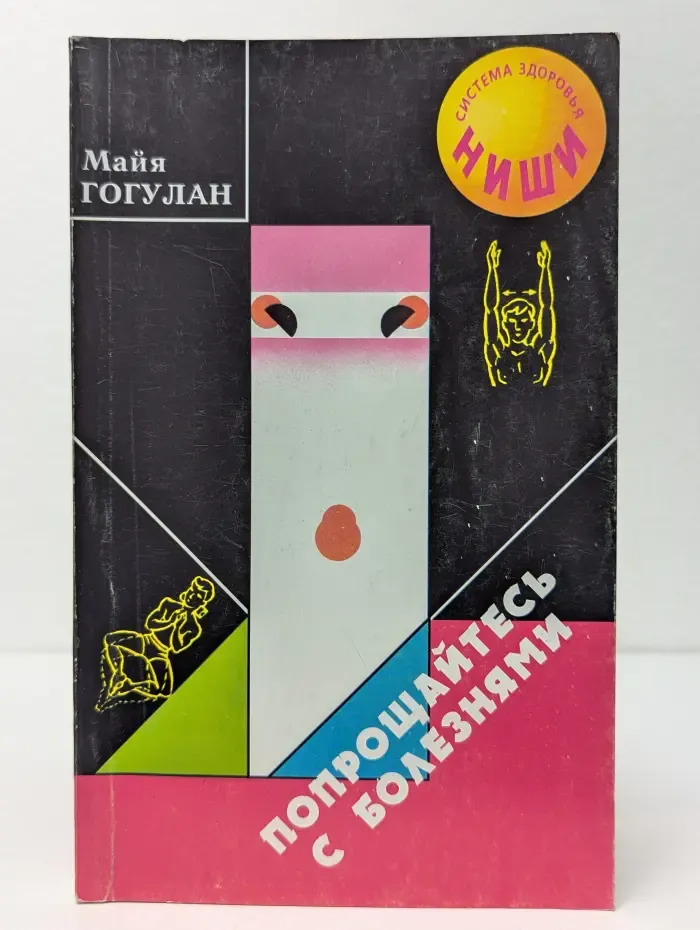 Майя
ГОГУЛАН
СИСТЕМА ЗДОРОВЬЯ
НИШИ
ПОПРОЩАЙТЕСЬ
С БОЛЕЗНЯМИ